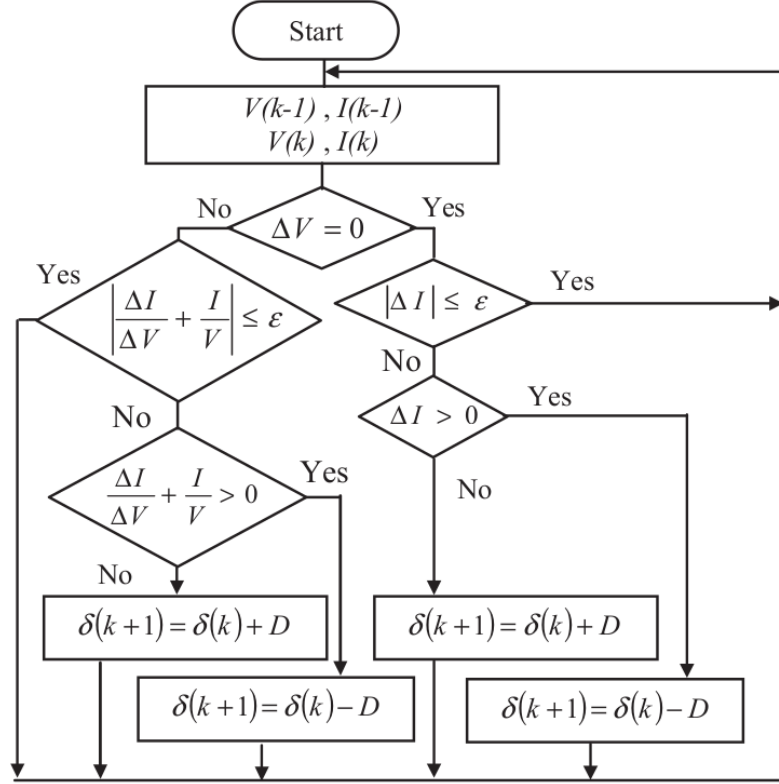 Start
V(k-1) , I(k-1)
V(k) , I(k)
No
Yes
ΔV = 0
Yes
Yes
|ΔI/ΔV + I/V| ≤ ε
|ΔI| ≤ ε
No
No
Yes
ΔI > 0
Yes
ΔI/ΔV + I/V > 0
No
No
δ(k+1)=δ(k)+D
δ(k+1)=δ(k)+D
δ(k+1)=δ(k)−D
δ(k+1)=δ(k)−D